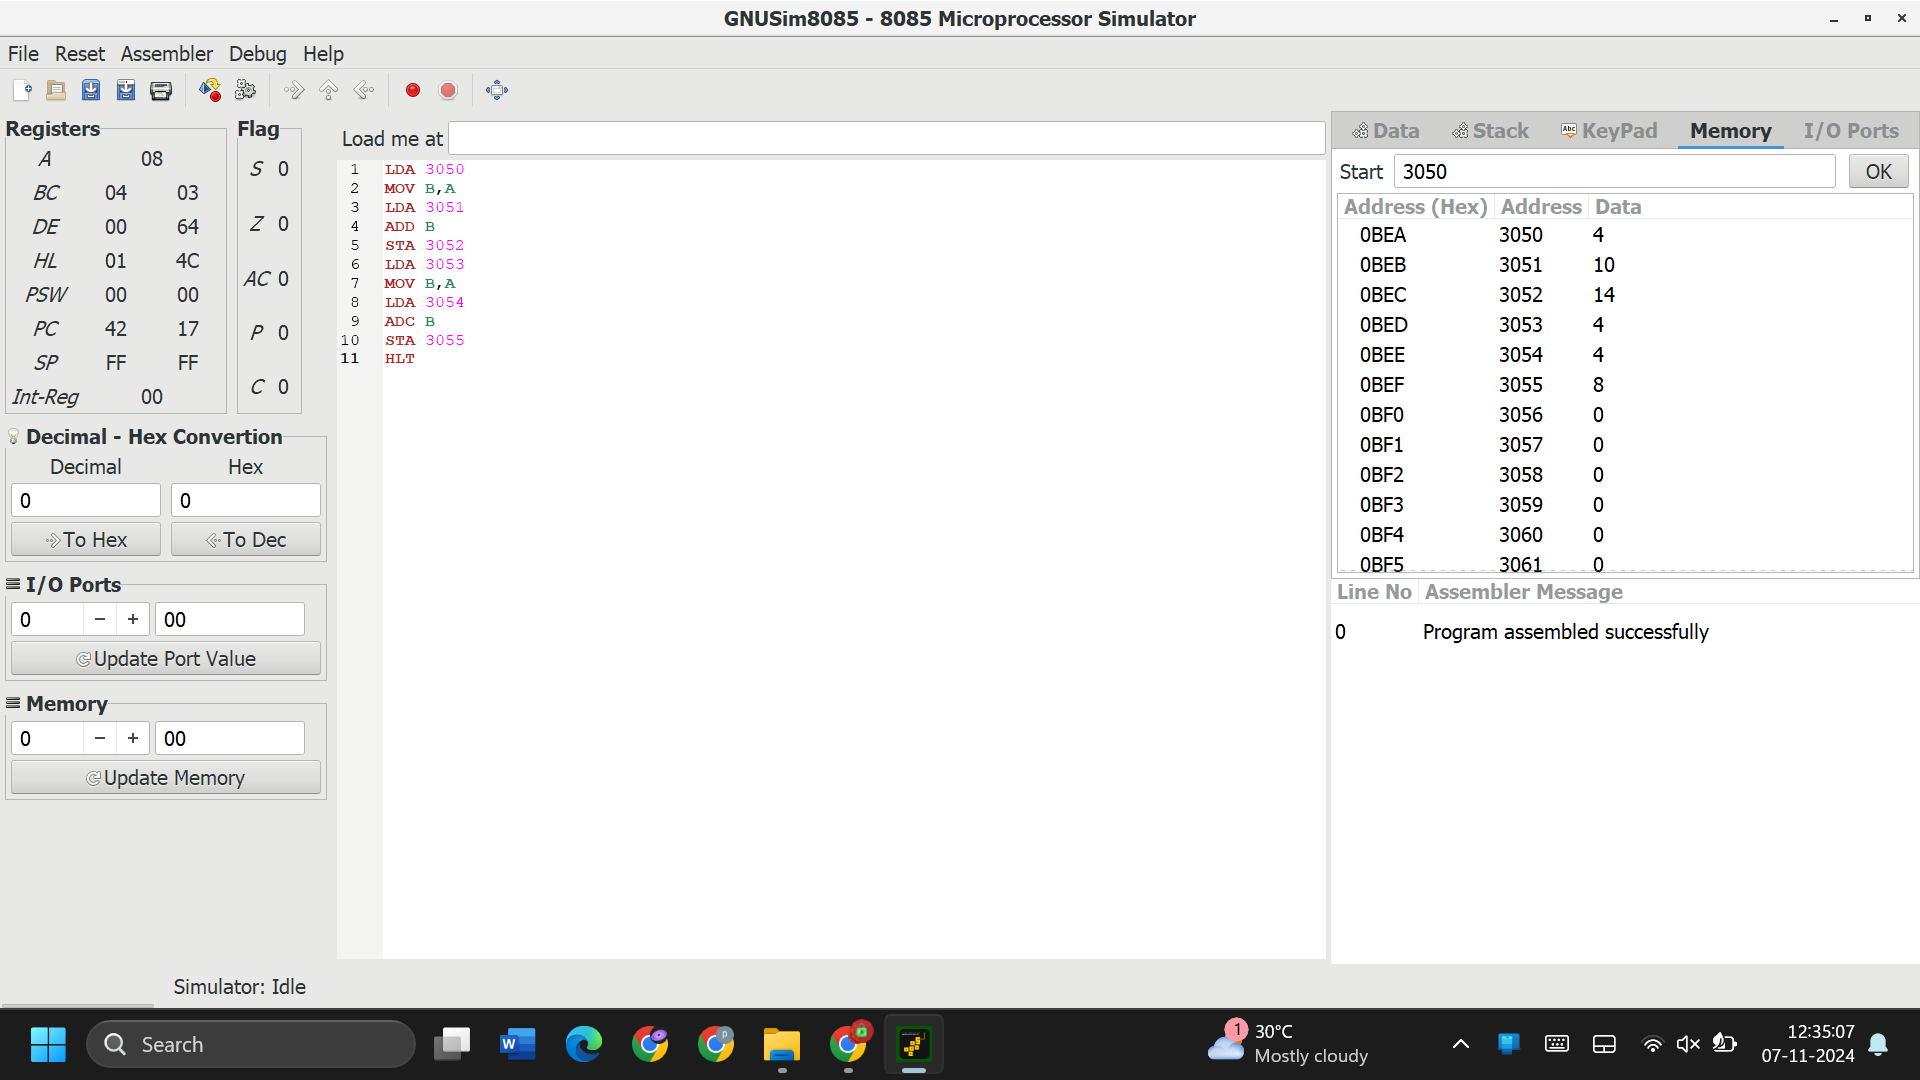 GNUSim8085 - 8085 Microprocessor Simulator
File Reset Assembler Debug Help
Registers
A 08
BC 04 03
DE 00 64
HL 01 4C
PSW 00 00
PC 42 17
SP FF FF
Int-Reg 00
Flag
S 0
Z 0
AC 0
P 0
C 0
Decimal - Hex Convertion
Decimal Hex
0 0
To Hex To Dec
I/O Ports
0 − + 00
Update Port Value
Memory
0 − + 00
Update Memory
Load me at
1 LDA 3050
2 MOV B,A
3 LDA 3051
4 ADD B
5 STA 3052
6 LDA 3053
7 MOV B,A
8 LDA 3054
9 ADC B
10 STA 3055
11 HLT
Data Stack Abc KeyPad Memory I/O Ports
Start 3050 OK
Address (Hex) Address Data
0BEA 3050 4
0BEB 3051 10
0BEC 3052 14
0BED 3053 4
0BEE 3054 4
0BEF 3055 8
0BF0 3056 0
0BF1 3057 0
0BF2 3058 0
0BF3 3059 0
0BF4 3060 0
0BF5 3061 0
Line No Assembler Message
0 Program assembled successfully
Simulator: Idle
Search
W
P
1
30°C
Mostly cloudy
12:35:07
07-11-2024